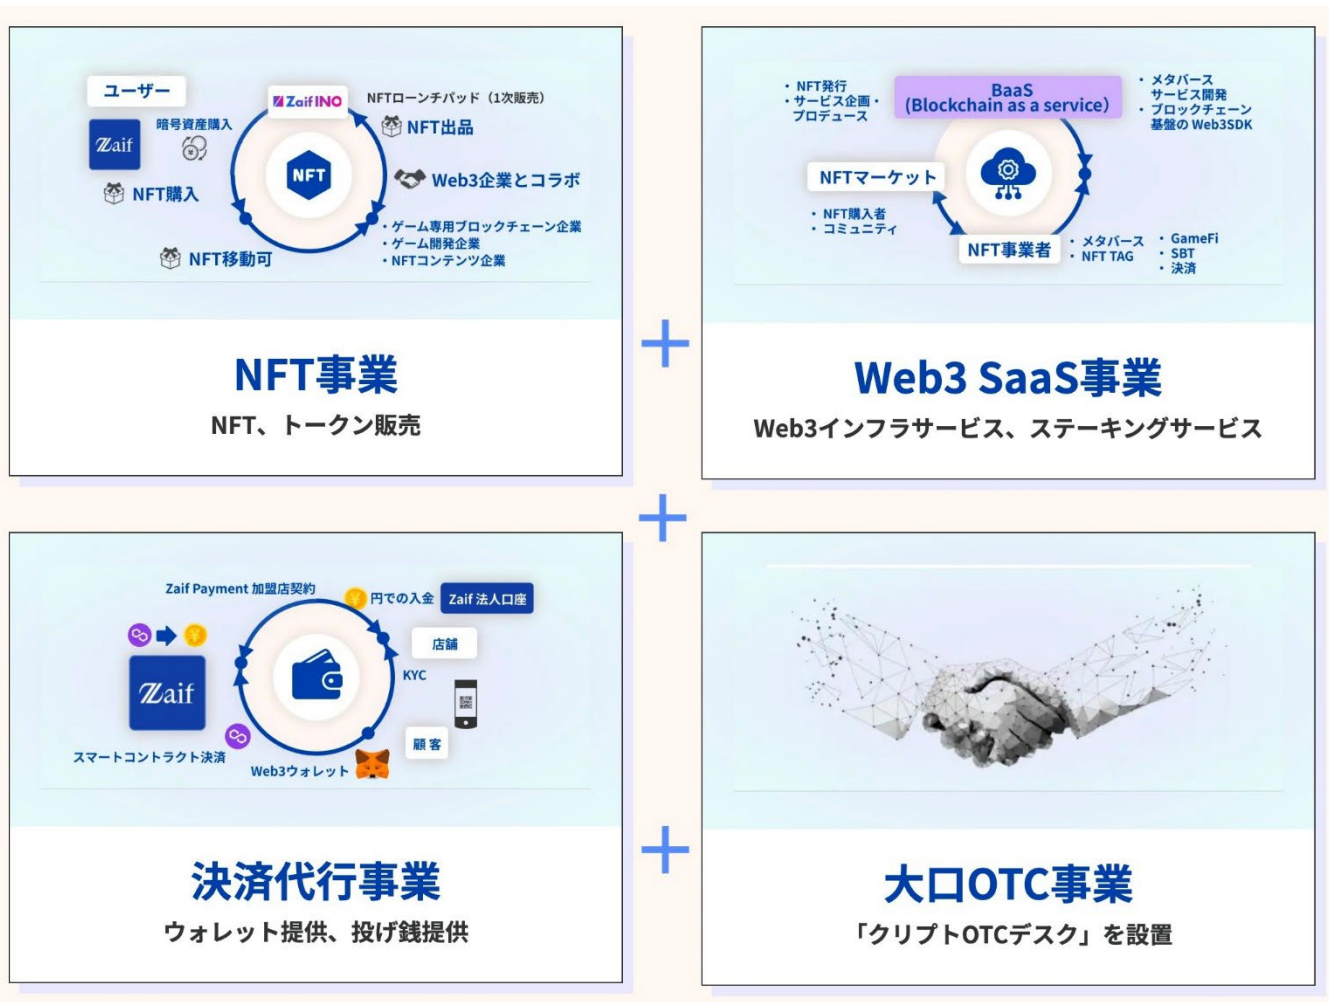 ユーザー
Zaif
暗号資産購入
NFT購入
NFT移動可
Zaif INO
NFTローンチパッド（1次販売）
NFT出品
NFT
Web3企業とコラボ
・ゲーム専用ブロックチェーン企業
・ゲーム開発企業
・NFTコンテンツ企業
NFT事業
NFT、トークン販売
・NFT発行
・サービス企画・
プロデュース
BaaS
(Blockchain as a service）
・メタバース
サービス開発
・ブロックチェーン
基盤の Web3SDK
NFTマーケット
・NFT購入者
・コミュニティ
NFT事業者
・メタバース
・NFT TAG
・GameFi
・SBT
・決済
Web3 SaaS事業
Web3インフラサービス、ステーキングサービス
Zaif Payment 加盟店契約
円での入金
Zaif 法人口座
店舗
KYC
Zaif
顧 客
スマートコントラクト決済
Web3ウォレット
決済代行事業
ウォレット提供、投げ銭提供
大口OTC事業
「クリプトOTCデスク」を設置